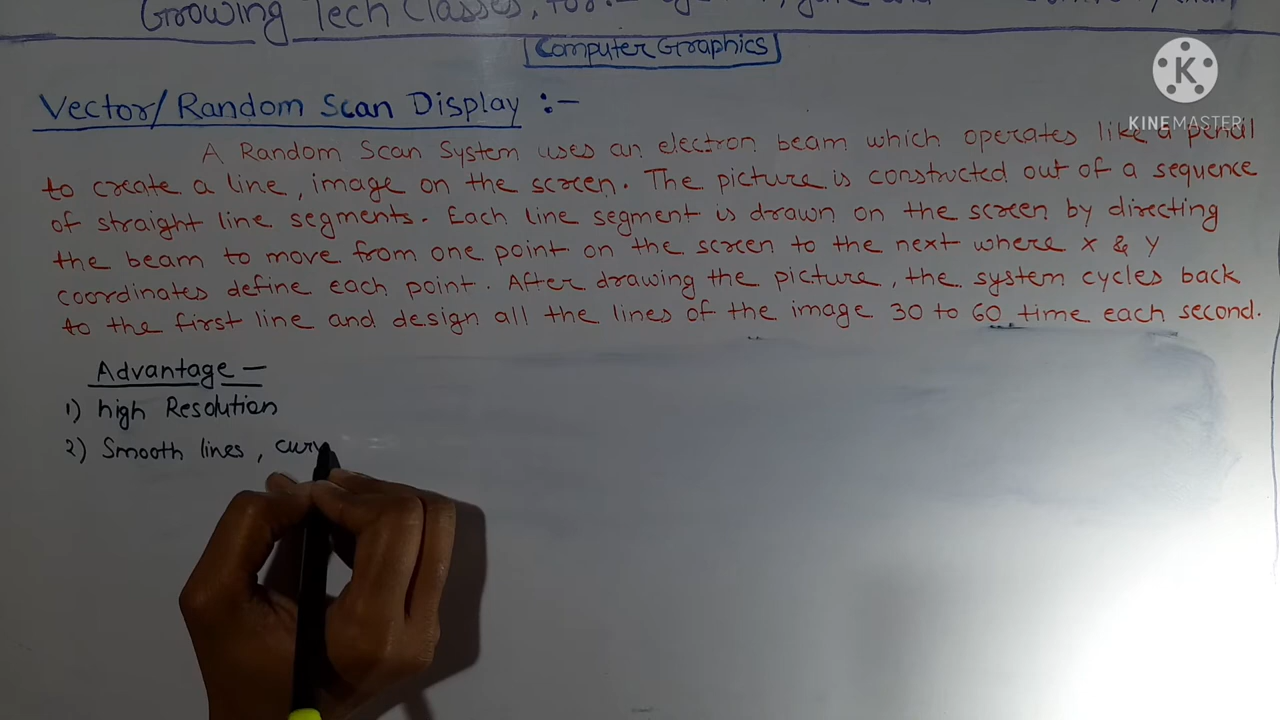 Growing Tech Classes, for:-
Computer Graphics
Vector/Random Scan Display :-
A Random Scan System uses an electron beam which operates like a pencil
to create a line, image on the screen. The picture is constructed out of a sequence
of straight line segments. Each line segment is drawn on the screen by directing
the beam to move from one point on the screen to the next where x & y
coordinates define each point. After drawing the picture, the system cycles back
to the first line and design all the lines of the image 30 to 60 time each second.
Advantage -
1) high Resolution
2) Smooth lines, curv
K
KINEMASTER